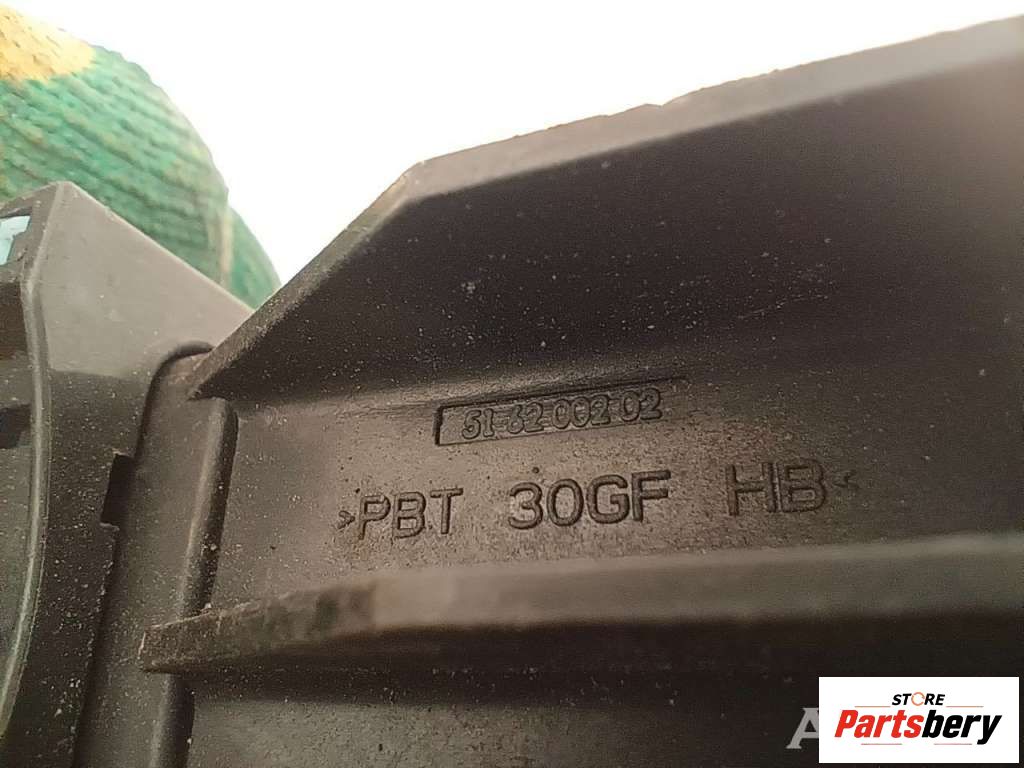 51-62 002 02
>PBT 30GF HB<
STORE
Partsbery